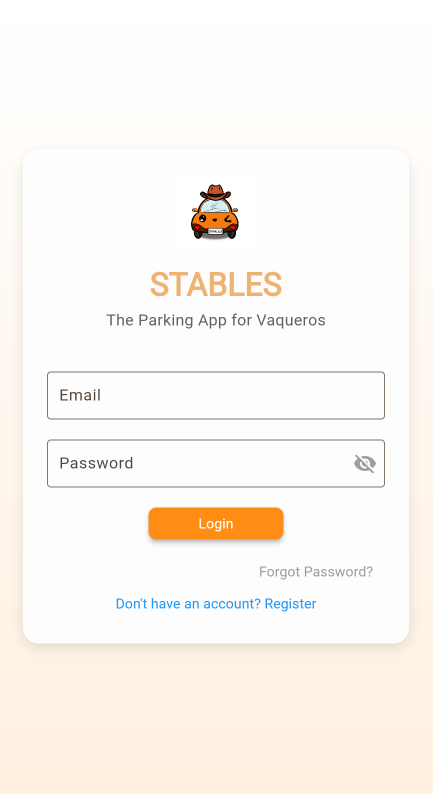 STABLES
The Parking App for Vaqueros
Email
Password
Login
Forgot Password?
Don't have an account? Register